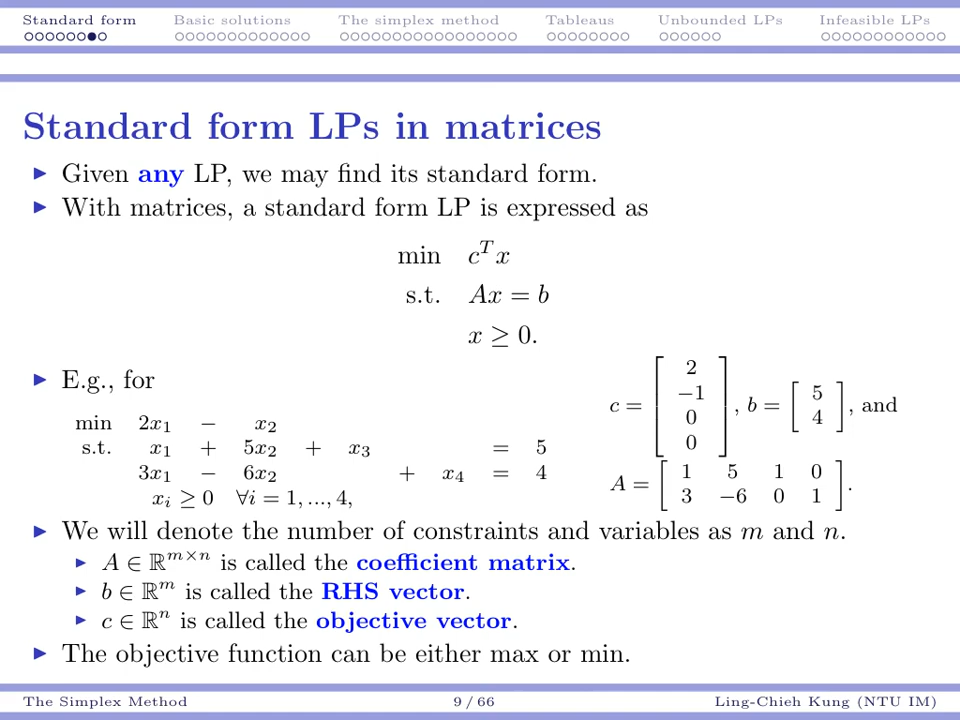 Standard form Basic solutions The simplex method Tableaus Unbounded LPs Infeasible LPs
Standard form LPs in matrices
Given any LP, we may find its standard form.
With matrices, a standard form LP is expressed as
min c^T x
s.t. Ax = b
x ≥ 0.
E.g., for
min 2x₁ − x₂
s.t. x₁ + 5x₂ + x₃ = 5
3x₁ − 6x₂ + x₄ = 4
xᵢ ≥ 0 ∀i = 1, ..., 4,
c = [ 2 −1 0 0 ], b = [ 5 4 ], and
A = [ 1 5 1 0
3 −6 0 1 ].
We will denote the number of constraints and variables as m and n.
A ∈ ℝ^{m×n} is called the coefficient matrix.
b ∈ ℝ^m is called the RHS vector.
c ∈ ℝ^n is called the objective vector.
The objective function can be either max or min.
The Simplex Method 9 / 66 Ling-Chieh Kung (NTU IM)